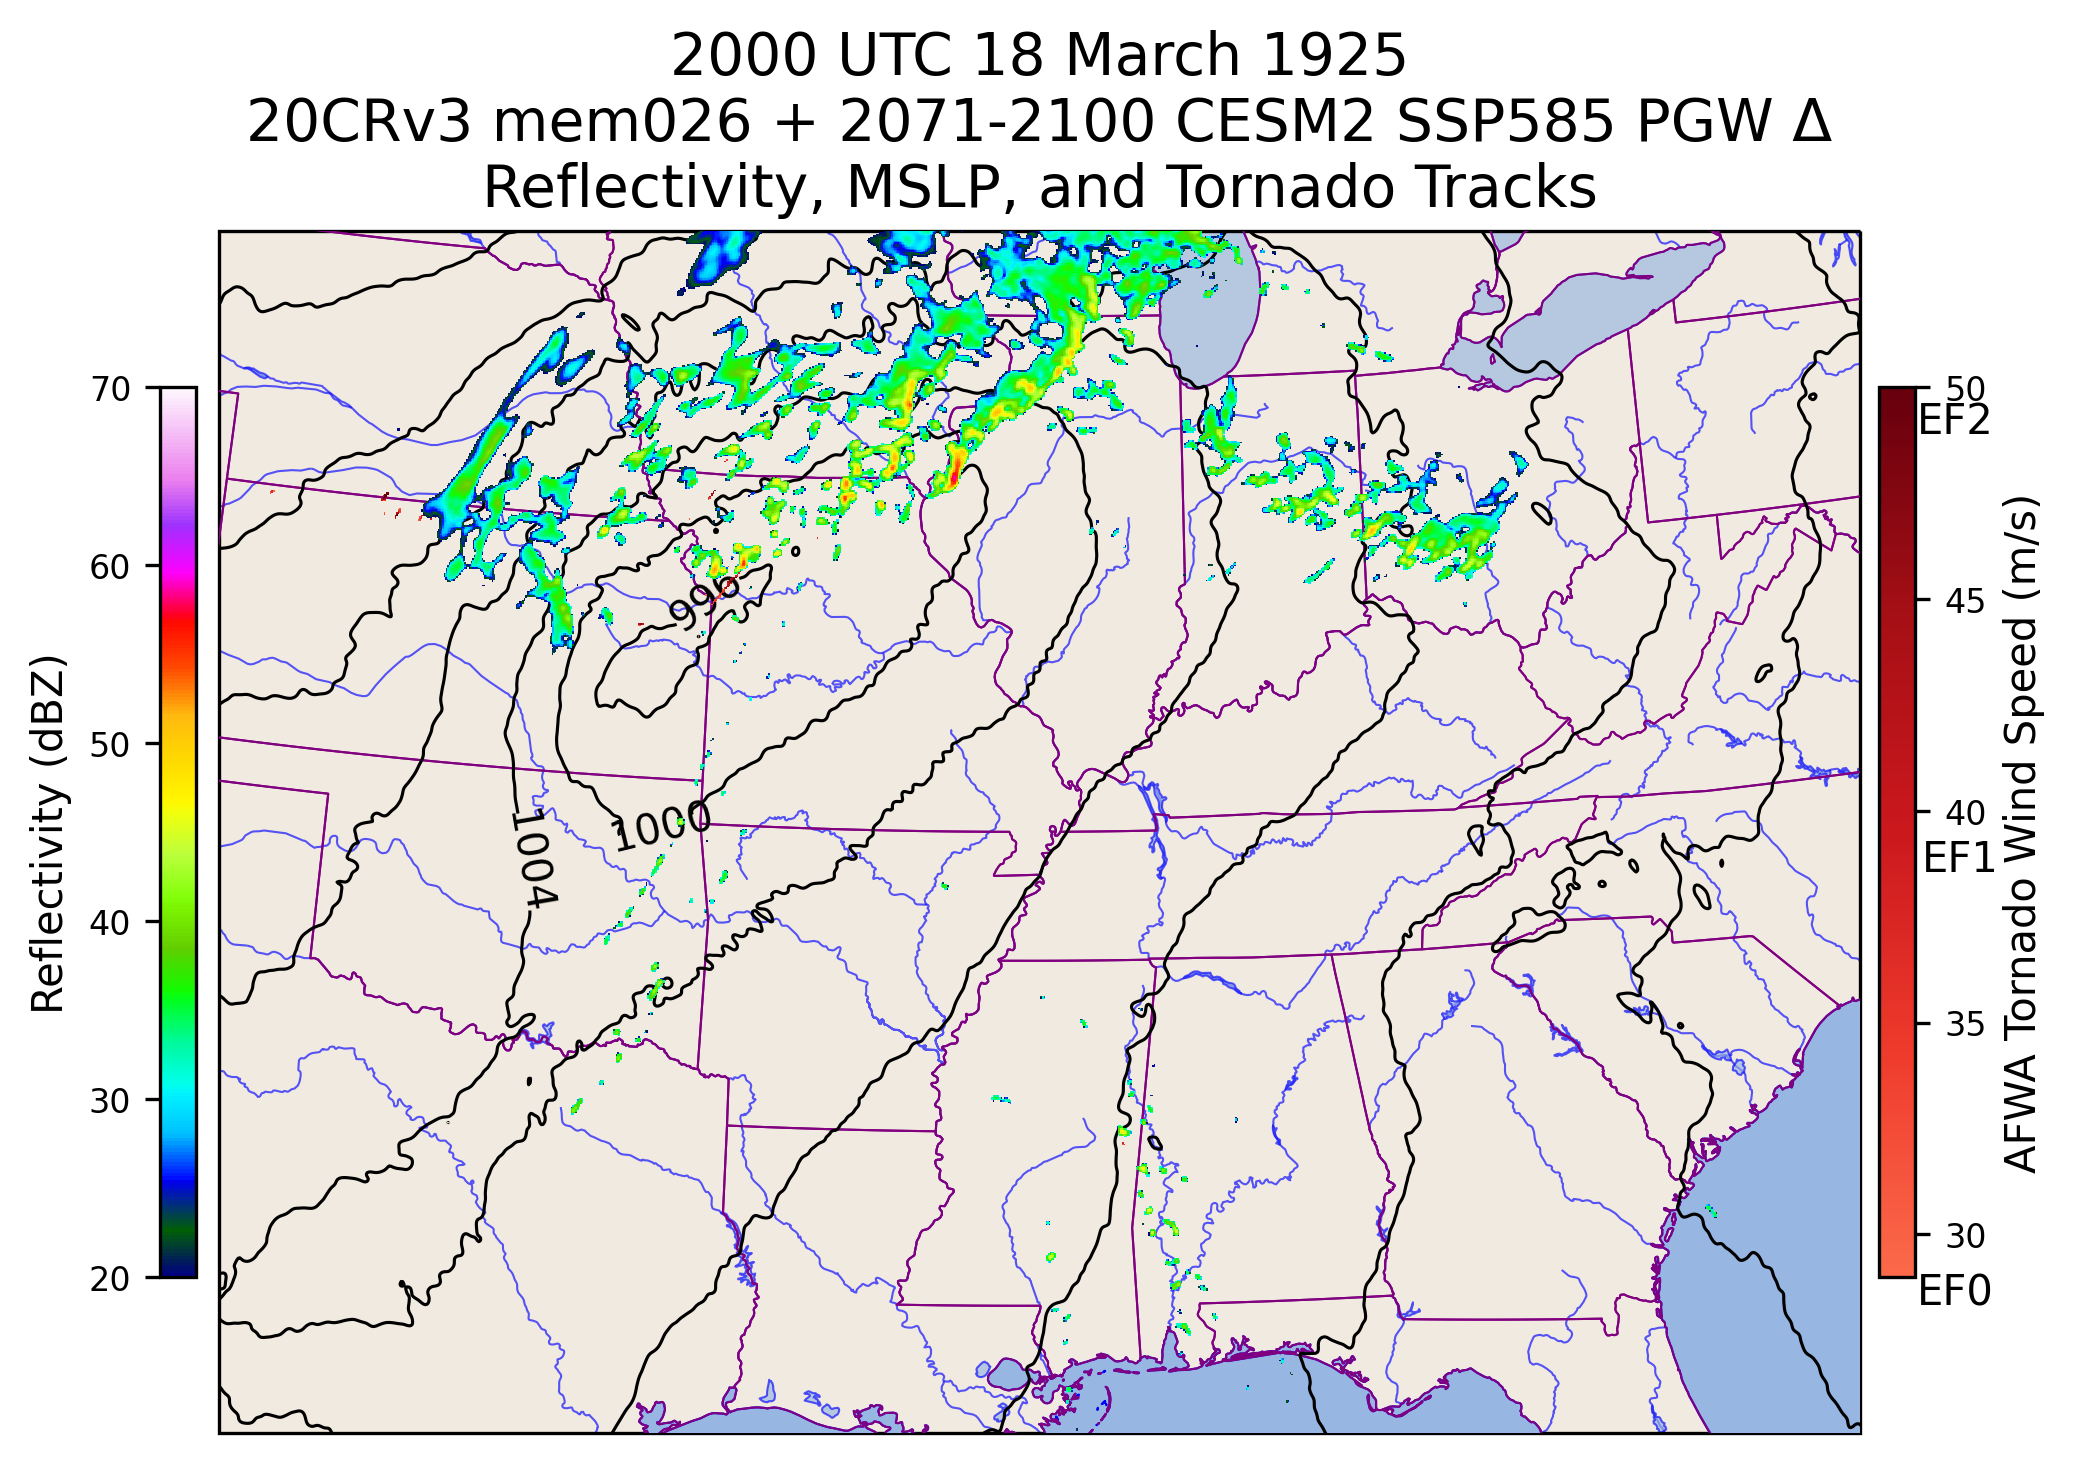 2000 UTC 18 March 1925
20CRv3 mem026 + 2071-2100 CESM2 SSP585 PGW Δ
Reflectivity, MSLP, and Tornado Tracks
70
60
50
40
30
20
Reflectivity (dBZ)
996
1000
1004
50
EF2
45
40
EF1
35
30
EF0
AFWA Tornado Wind Speed (m/s)